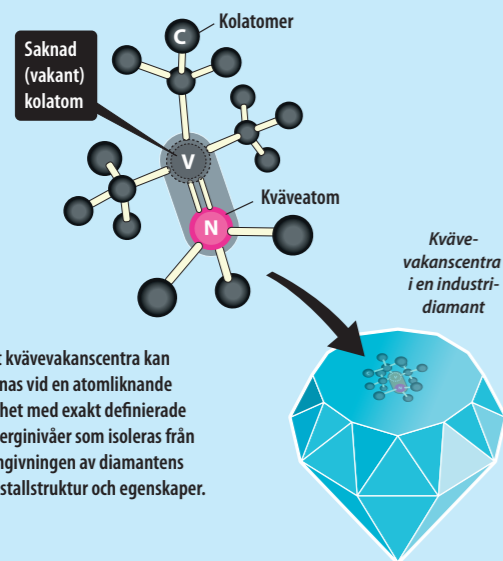 C
Kolatomer
Saknad
(vakant)
kolatom
V
Kväveatom
N
Kväve-
vakanscentra
i en industri-
diamant
t kvävevakanscentra kan
nas vid en atomliknande
het med exakt definierade
erginivåer som isoleras från
ngivningen av diamantens
stallstruktur och egenskaper.